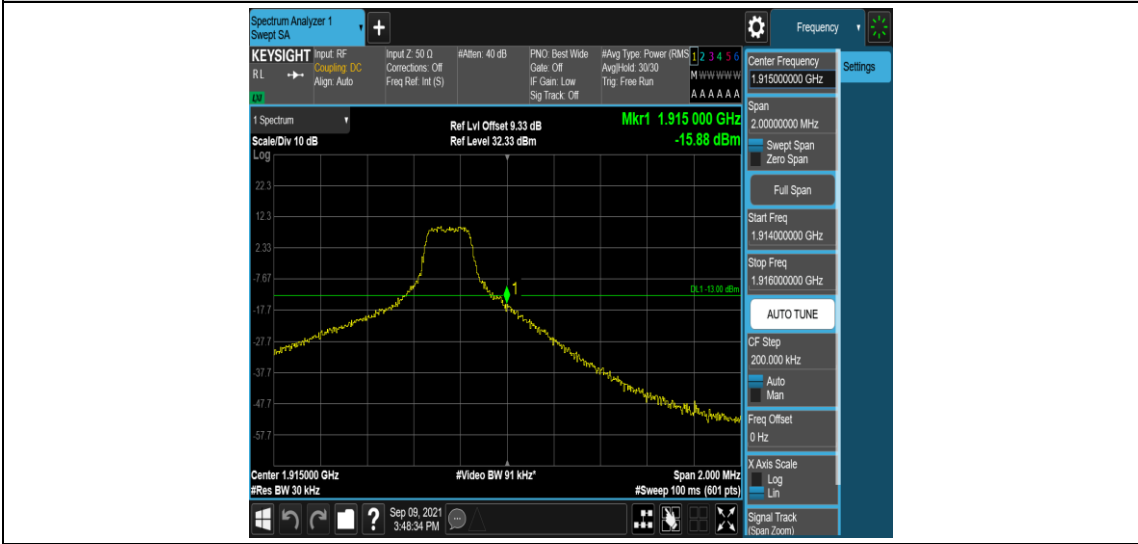 Spectrum Analyzer 1
Swept SA
+
Frequency
KEYSIGHT
RL
LM
Input: RF
Coupling: DC
Align: Auto
Input Z: 50 Ω
Corrections: Off
Freq Ref: Int (S)
#Atten: 40 dB
PNO: Best Wide
Gate: Off
IF Gain: Low
Sig Track: Off
#Avg Type: Power (RMS
Avg|Hold: 30/30
Trig: Free Run
1 2 3 4 5 6
M W W W W W
A A A A A A
Center Frequency
1.915000000 GHz
Settings
1 Spectrum
Scale/Div 10 dB
Log
Ref Lvl Offset 9.33 dB
Ref Level 32.33 dBm
Mkr1 1.915 000 GHz
-15.88 dBm
22.3
12.3
2.33
-7.67
-17.7
-27.7
-37.7
-47.7
-57.7
1
DL1 -13.00 dBm
Center 1.915000 GHz
#Res BW 30 kHz
#Video BW 91 kHz*
Span 2.000 MHz
#Sweep 100 ms (601 pts)
Span
2.00000000 MHz
Swept Span
Zero Span
Full Span
Start Freq
1.914000000 GHz
Stop Freq
1.916000000 GHz
AUTO TUNE
CF Step
200.000 kHz
Auto
Man
Freq Offset
0 Hz
X Axis Scale
Log
Lin
Signal Track
(Span Zoom)
?
Sep 09, 2021
3:48:34 PM